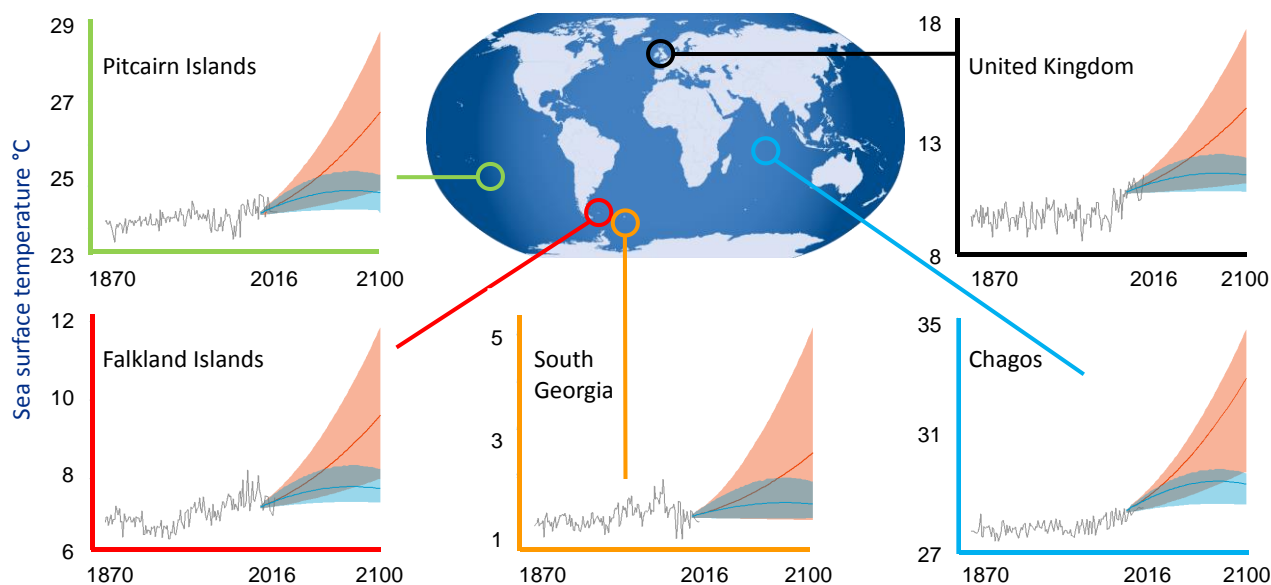 Sea surface temperature °C
29
27
25
23
Pitcairn Islands
1870 2016 2100
18
13
8
United Kingdom
1870 2016 2100
12
10
8
6
Falkland Islands
1870 2016 2100
5
3
1
South
Georgia
1870 2016 2100
35
31
27
Chagos
1870 2016 2100